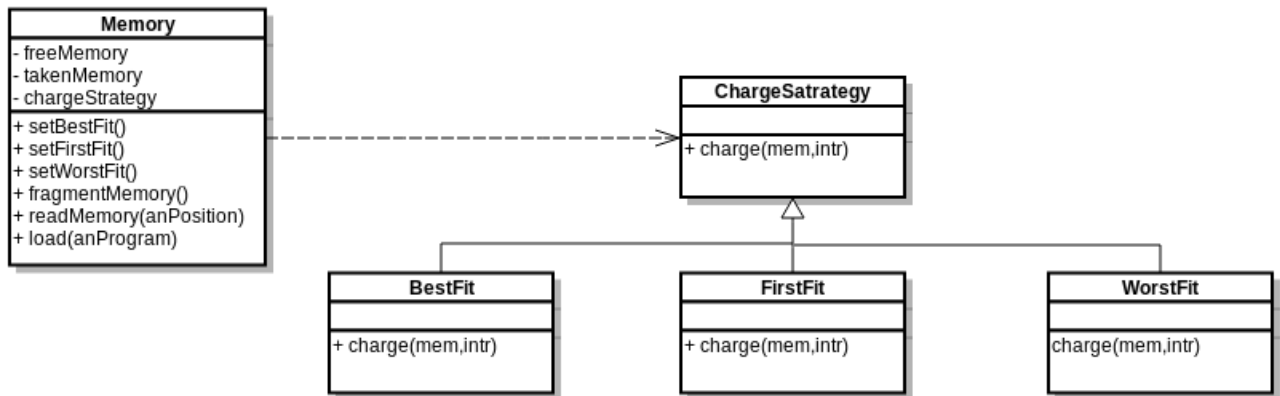 Memory
- freeMemory
- takenMemory
- chargeStrategy
+ setBestFit()
+ setFirstFit()
+ setWorstFit()
+ fragmentMemory()
+ readMemory(anPosition)
+ load(anProgram)
ChargeSatrategy
+ charge(mem,intr)
BestFit
+ charge(mem,intr)
FirstFit
+ charge(mem,intr)
WorstFit
charge(mem,intr)